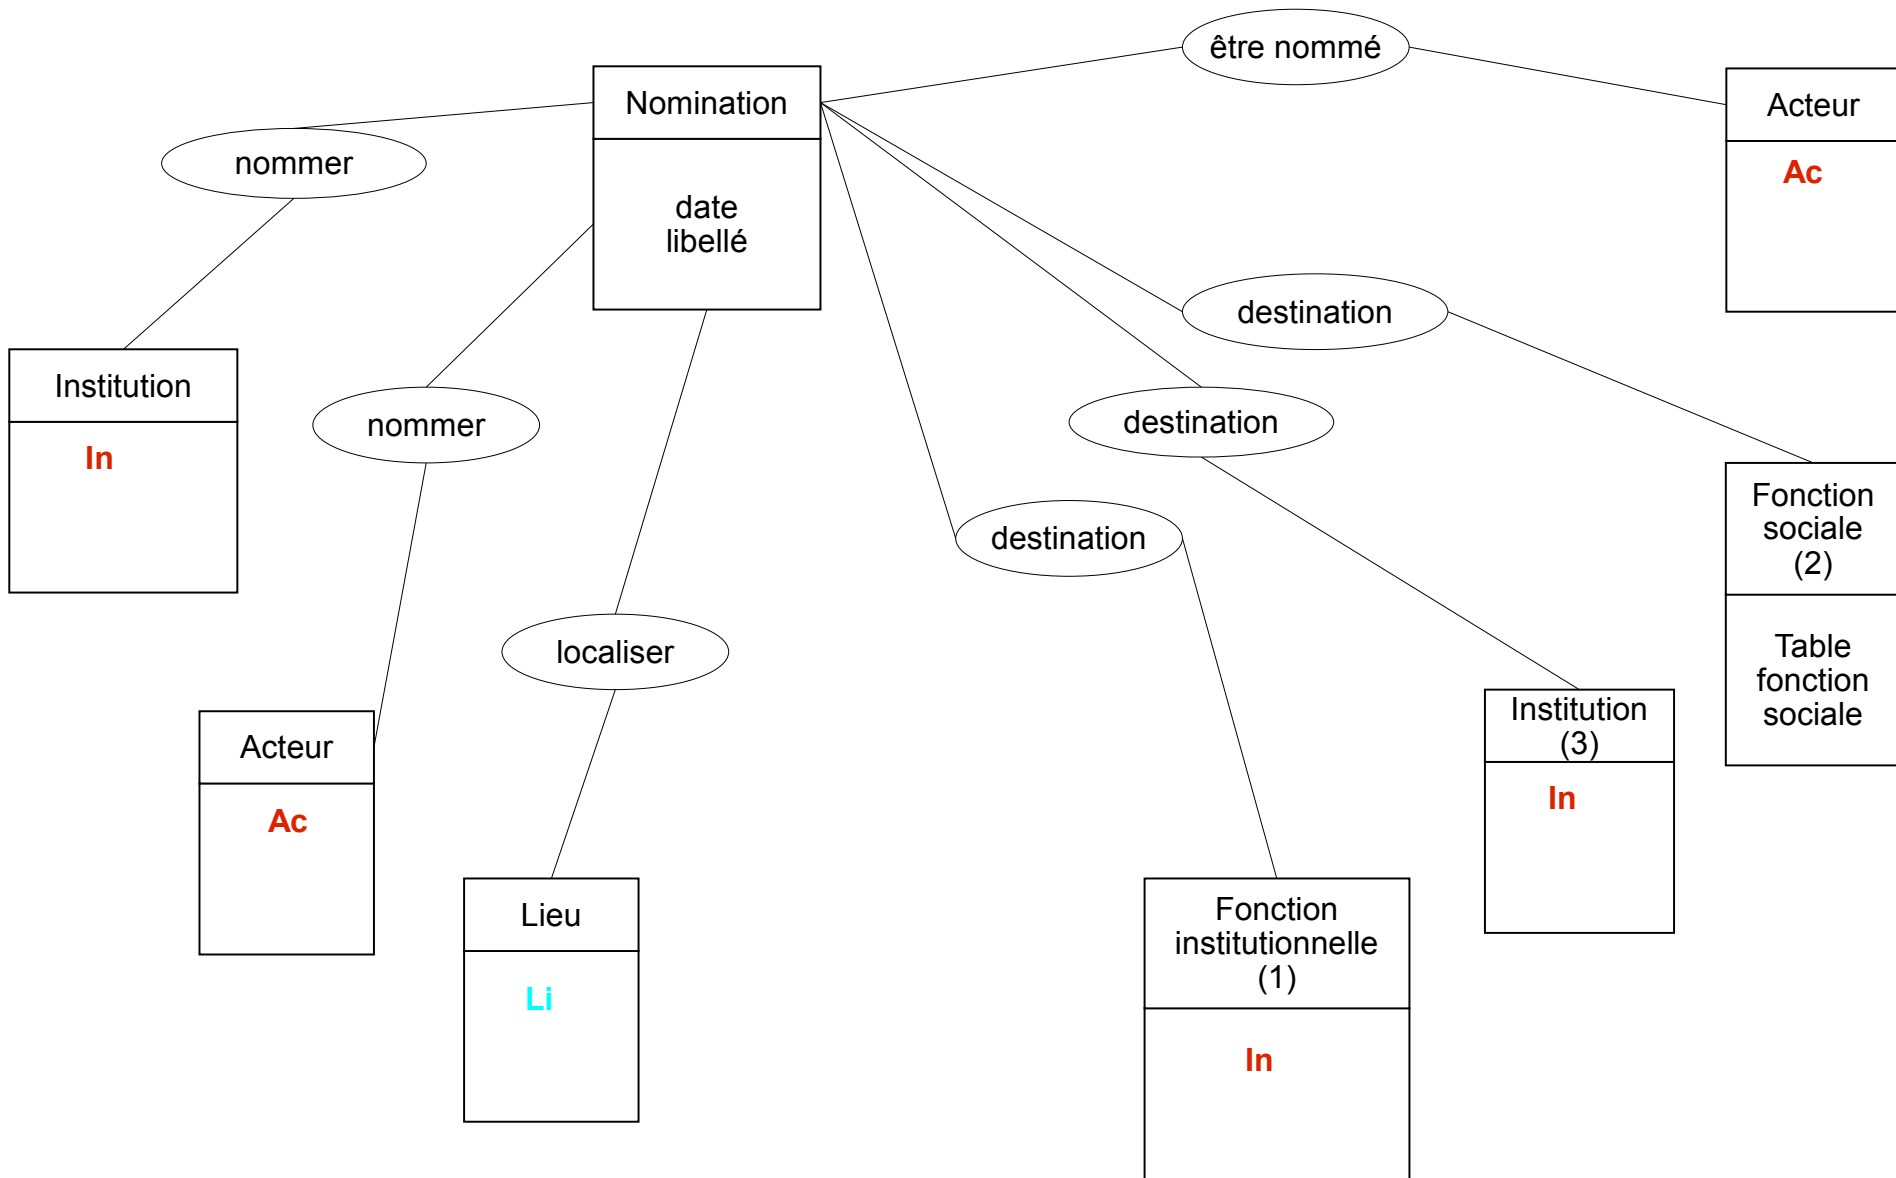 être nommé
Nomination
Acteur
nommer
Ac
date
libellé
destination
Institution
destination
nommer
In
Fonction
sociale
(2)
destination
localiser
Table
fonction
sociale
Institution
(3)
Acteur
In
Ac
Lieu
Fonction
institutionnelle
(1)
Li
In